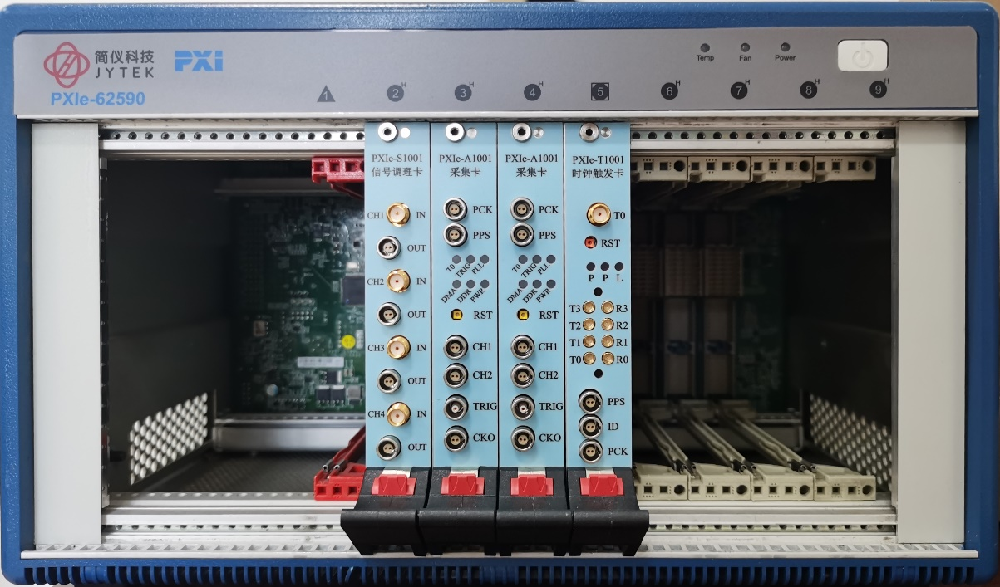 简仪科技
JYTEK
PXI
PXIe-62590
Temp Fan Power
1 2H 3H 4H 5 6H 7H 8H 9H
PXIe-S1001
信号调理卡
CH1 IN
OUT
CH2 IN
OUT
CH3 IN
OUT
CH4 IN
OUT
PXIe-A1001
采集卡
PCK
PPS
T0 TRIG PLL
DMA DDR PWR
RST
CH1
CH2
TRIG
CKO
PXIe-A1001
采集卡
PCK
PPS
T0 TRIG PLL
DMA DDR PWR
RST
CH1
CH2
TRIG
CKO
PXIe-T1001
时钟触发卡
T0
RST
P P L
T3 R3
T2 R2
T1 R1
T0 R0
PPS
ID
PCK